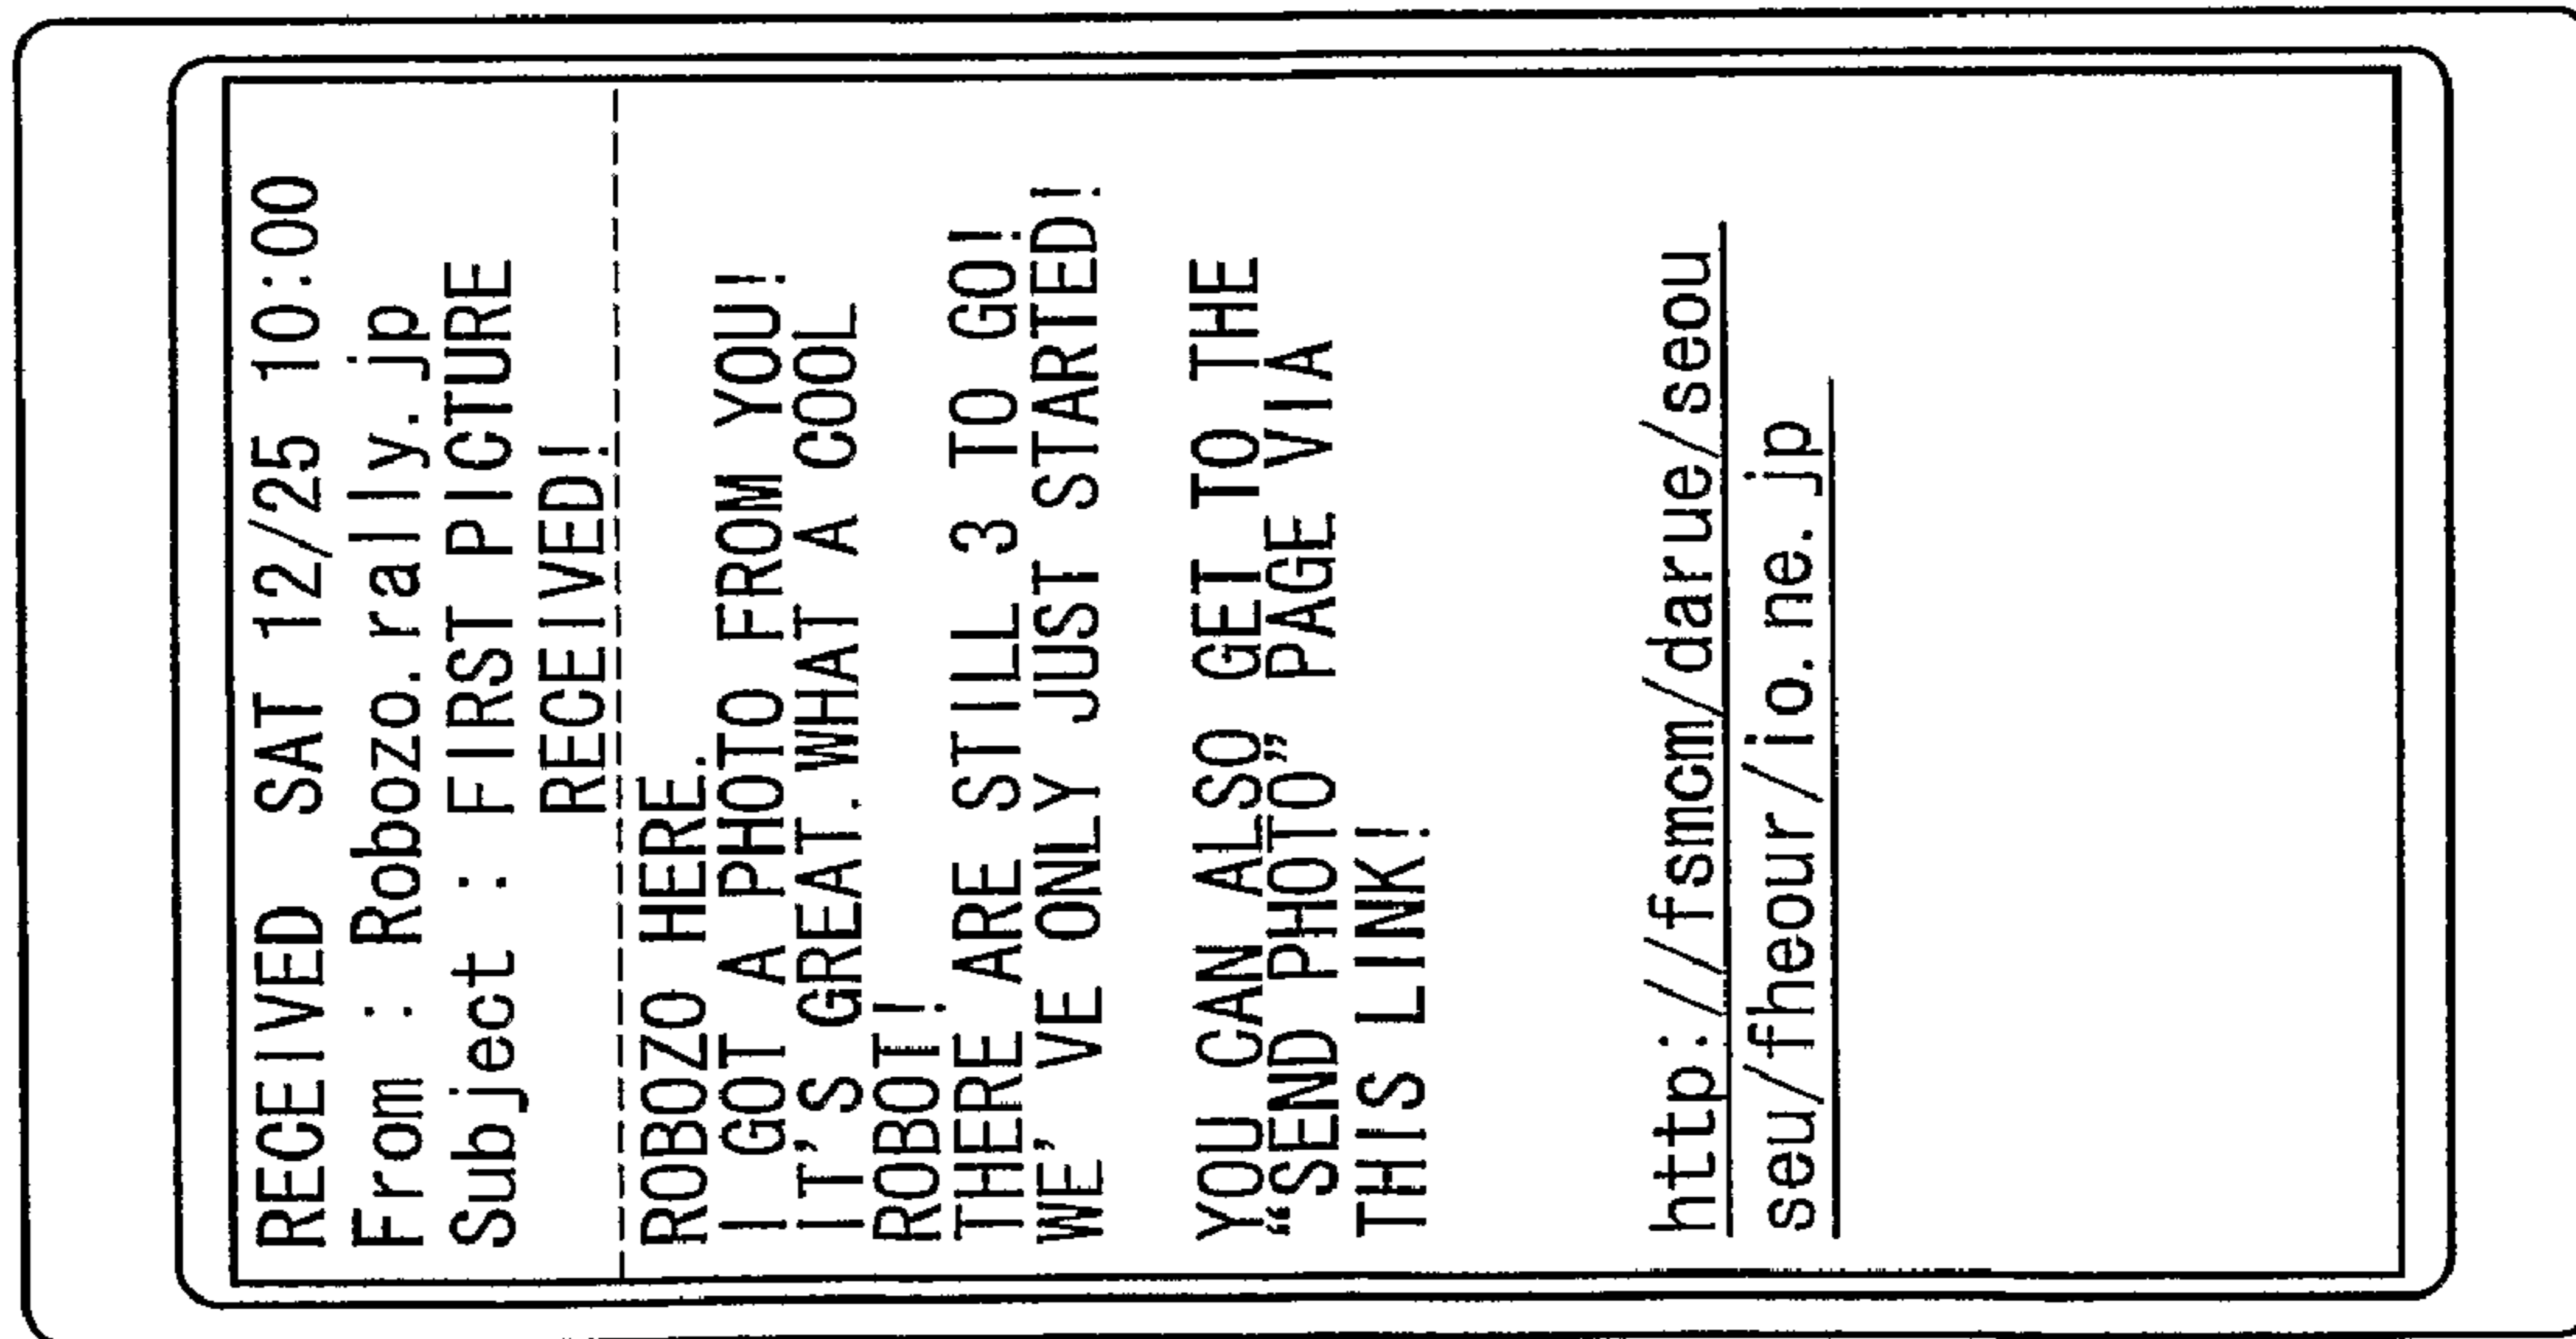 RECEIVED SAT 12/25 10:00
From : Robozo.rally.jp
Subject : FIRST PICTURE
RECEIVED!
ROBOZO HERE.
I GOT A PHOTO FROM YOU!
IT'S GREAT.WHAT A COOL
ROBOT!
THERE ARE STILL 3 TO GO!
WE'VE ONLY JUST STARTED!
YOU CAN ALSO GET TO THE
“SEND PHOTO” PAGE VIA
THIS LINK!
http://fsmcm/darue/seou
seu/fheour/io.ne.jp